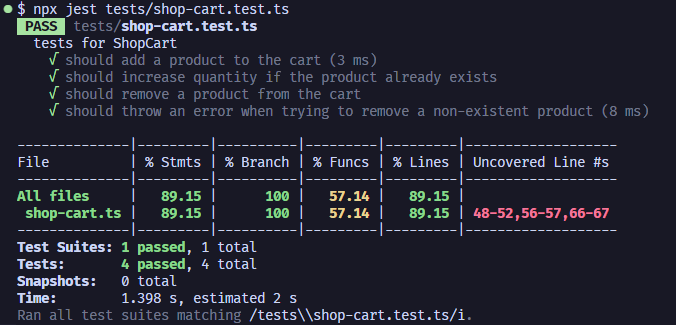 $ npx jest tests/shop-cart.test.ts
PASS tests/shop-cart.test.ts
tests for ShopCart
√ should add a product to the cart (3 ms)
√ should increase quantity if the product already exists
√ should remove a product from the cart
√ should throw an error when trying to remove a non-existent product (8 ms)
--------------|---------|----------|---------|---------|-------------------
File          | % Stmts | % Branch | % Funcs | % Lines | Uncovered Line #s
--------------|---------|----------|---------|---------|-------------------
All files     |   89.15 |      100 |   57.14 |   89.15 |
 shop-cart.ts |   89.15 |      100 |   57.14 |   89.15 | 48-52,56-57,66-67
--------------|---------|----------|---------|---------|-------------------
Test Suites: 1 passed, 1 total
Tests:       4 passed, 4 total
Snapshots:   0 total
Time:        1.398 s, estimated 2 s
Ran all test suites matching /tests\\shop-cart.test.ts/i.